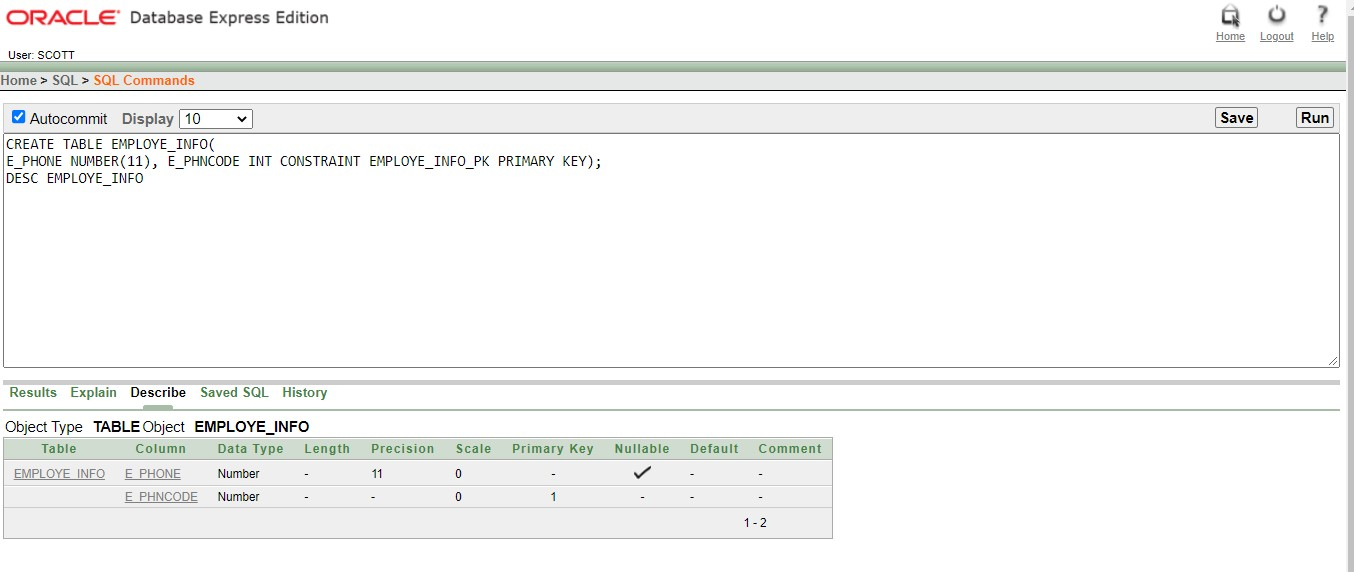 ORACLE® Database Express Edition
Home Logout Help
User: SCOTT
Home > SQL > SQL Commands
Autocommit Display 10 Save Run
CREATE TABLE EMPLOYE_INFO(
E_PHONE NUMBER(11), E_PHNCODE INT CONSTRAINT EMPLOYE_INFO_PK PRIMARY KEY);
DESC EMPLOYE_INFO
Results Explain Describe Saved SQL History
Object Type TABLE Object EMPLOYE_INFO
Table Column Data Type Length Precision Scale Primary Key Nullable Default Comment
EMPLOYE_INFO E_PHONE Number - 11 0 - ✓ - -
E_PHNCODE Number - - 0 1 - - -
1 - 2